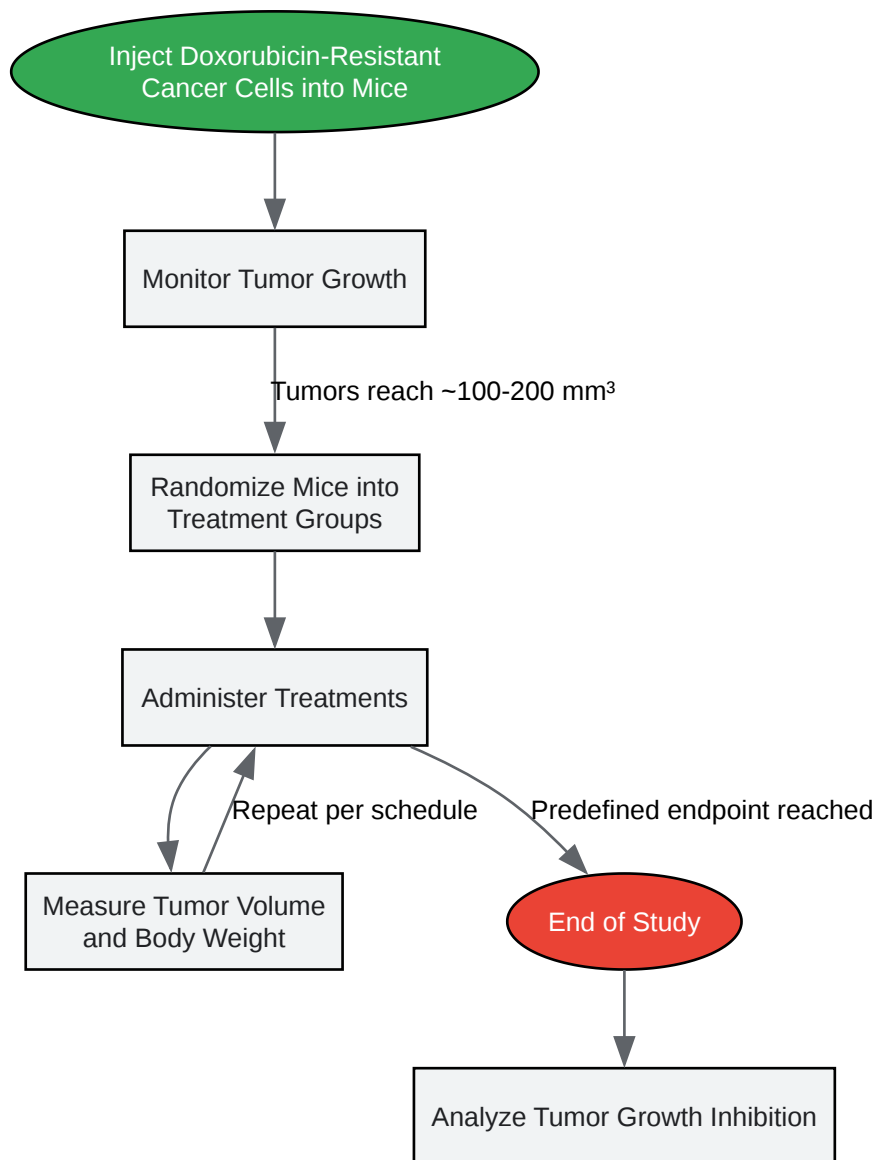 Inject Doxorubicin-Resistant
Cancer Cells into Mice
Monitor Tumor Growth
Tumors reach ~100-200 mm³
Randomize Mice into
Treatment Groups
Administer Treatments
Repeat per schedule
Predefined endpoint reached
Measure Tumor Volume
and Body Weight
End of Study
Analyze Tumor Growth Inhibition